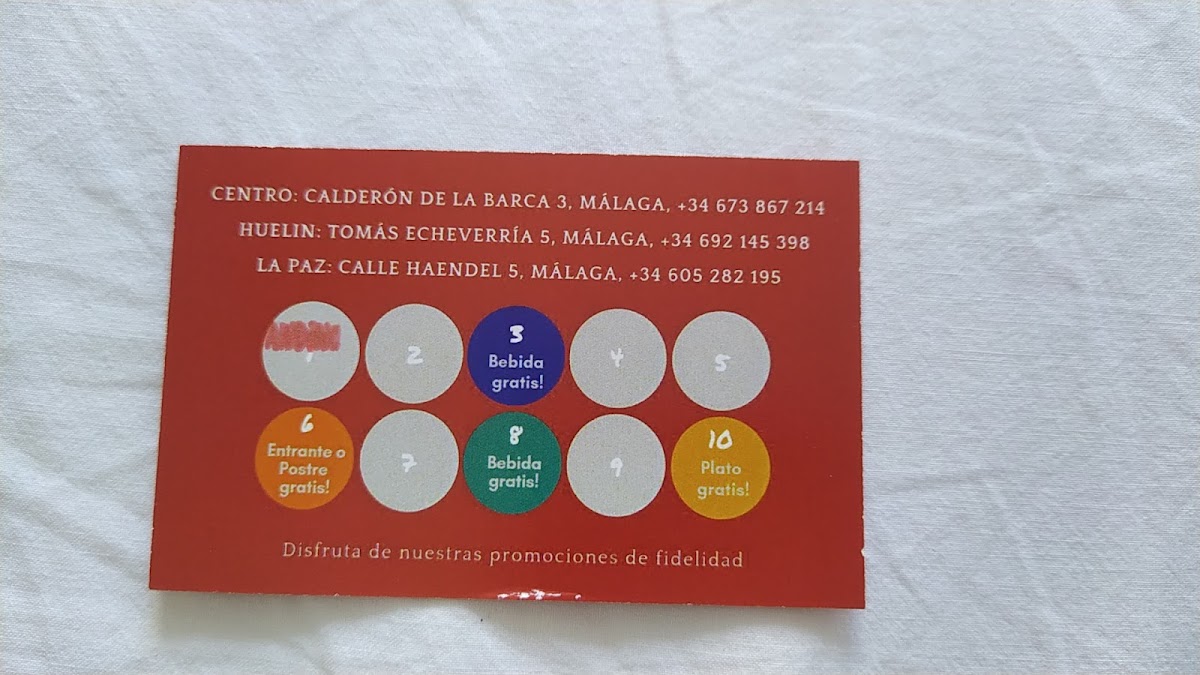 CENTRO: CALDERÓN DE LA BARCA 3, MÁLAGA, +34 673 867 214
HUELIN: TOMÁS ECHEVERRÍA 5, MÁLAGA, +34 692 145 398
LA PAZ: CALLE HAENDEL 5, MÁLAGA, +34 605 282 195
1
2
3
Bebida
gratis!
4
5
6
Entrante o
Postre
gratis!
7
8
Bebida
gratis!
9
10
Plato
gratis!
Disfruta de nuestras promociones de fidelidad